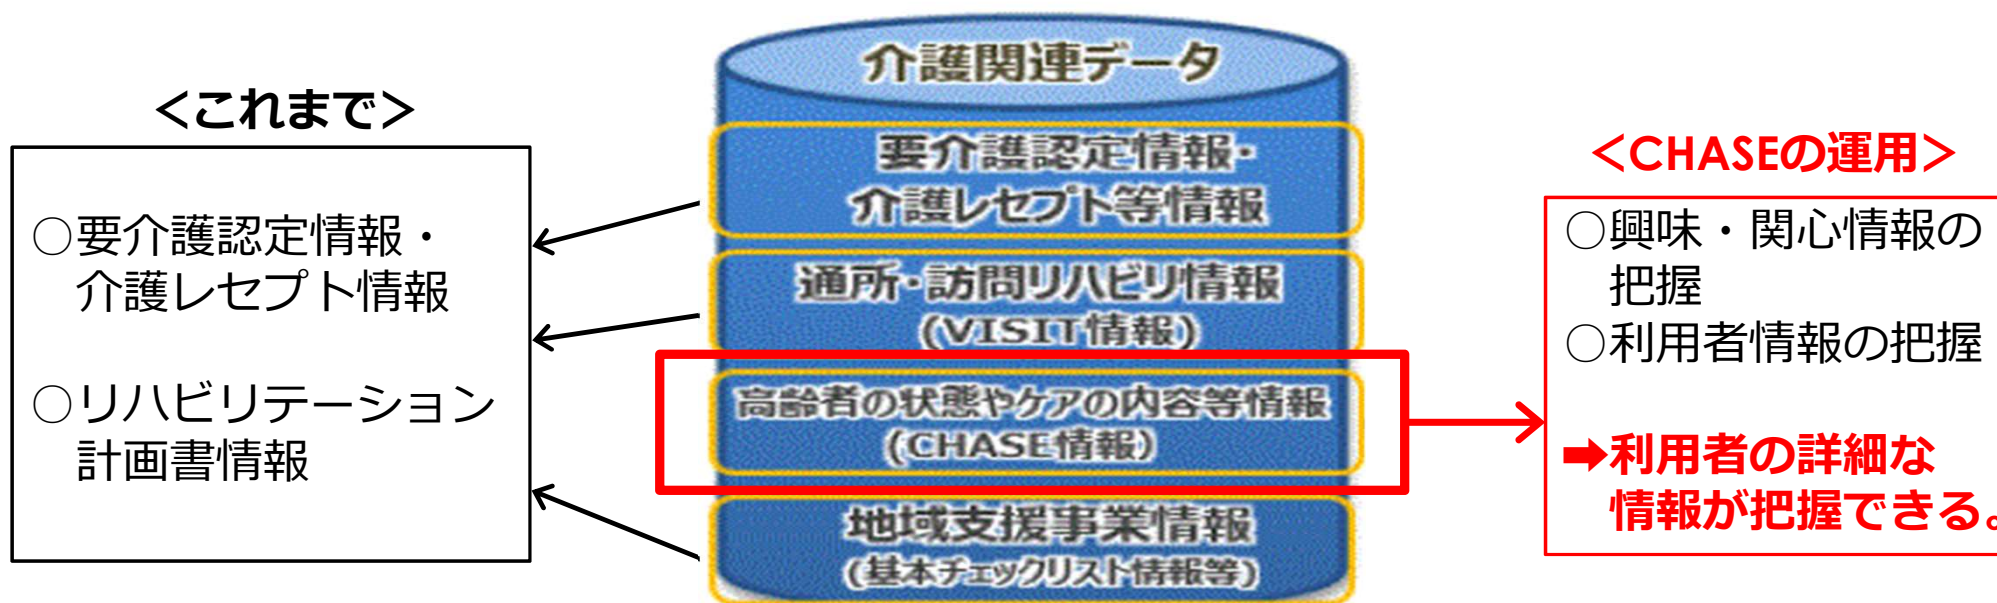 <これまで>
○要介護認定情報・
介護レセプト情報
○リハビリテーション
計画書情報
介護関連データ
要介護認定情報・
介護レセプト等情報
通所・訪問リハビリ情報
(VISIT情報)
高齢者の状態やケアの内容等情報
(CHASE情報)
地域支援事業情報
(基本チェックリスト情報等)
<CHASEの運用>
○興味・関心情報の
把握
○利用者情報の把握
➡利用者の詳細な
情報が把握できる。